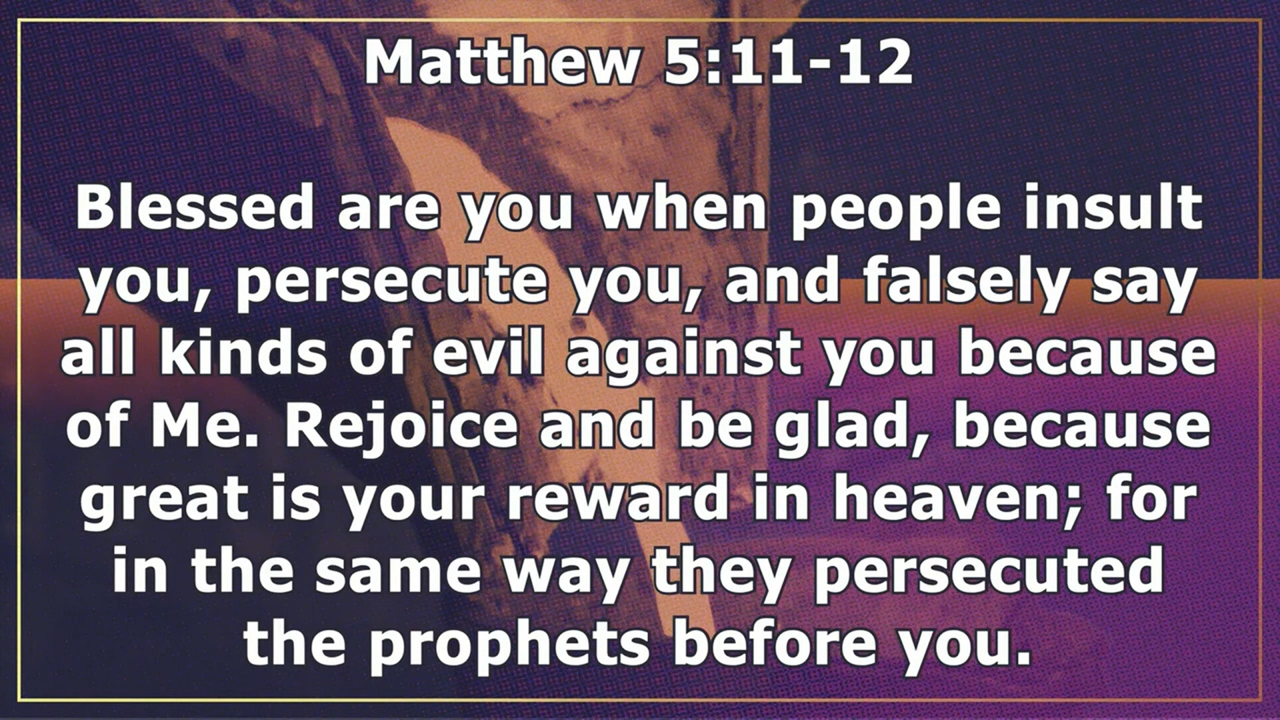 Matthew 5:11-12
Blessed are you when people insult
you, persecute you, and falsely say
all kinds of evil against you because
of Me. Rejoice and be glad, because
great is your reward in heaven; for
in the same way they persecuted
the prophets before you.